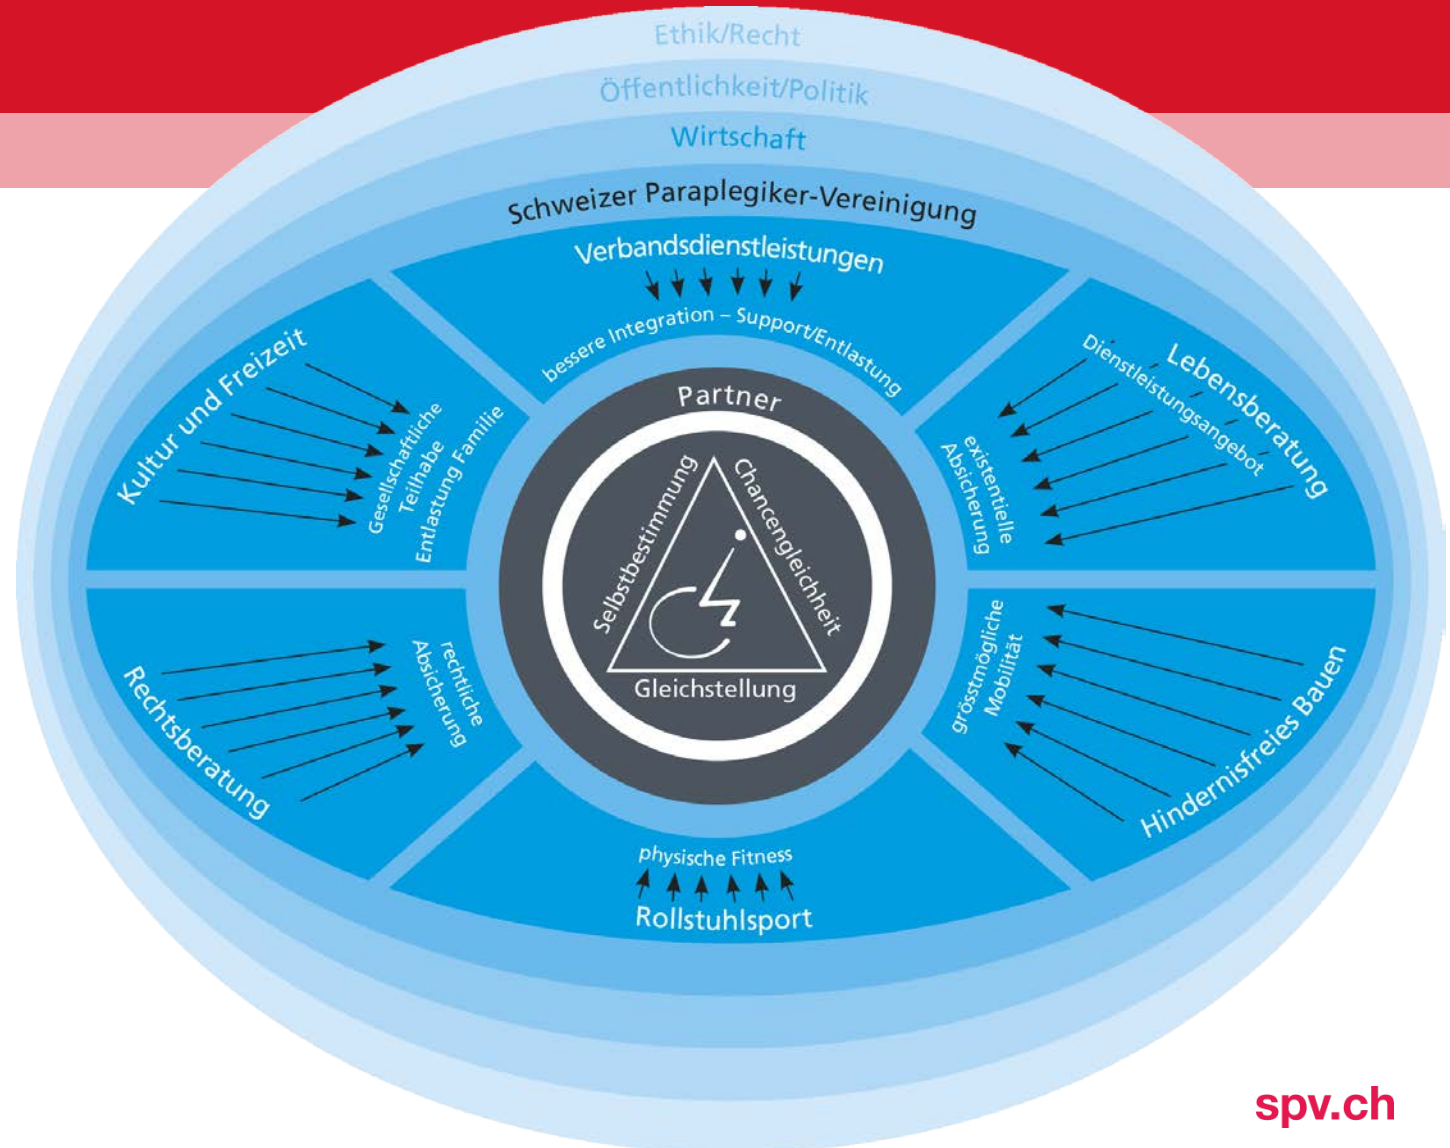 Ethik/Recht
Öffentlichkeit/Politik
Wirtschaft
Schweizer Paraplegiker-Vereinigung
Verbandsdienstleistungen
bessere Integration – Support/Entlastung
Kultur und Freizeit
Gesellschaftliche
Teilhabe
Entlastung Familie
Lebensberatung
Dienstleistungsangebot
existentielle
Absicherung
Partner
Selbstbestimmung
Chancengleichheit
Gleichstellung
Rechtsberatung
rechtliche
Absicherung
grösstmögliche
Mobilität
Hindernisfreies Bauen
physische Fitness
Rollstuhlsport
spv.ch